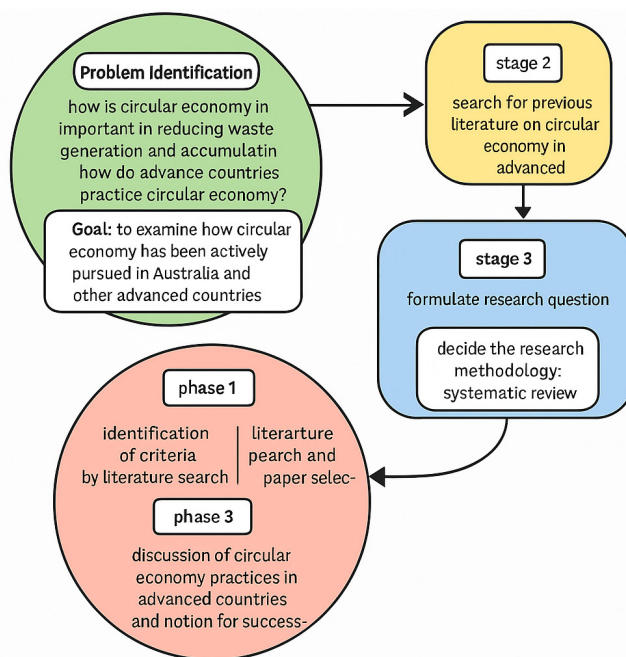 Problem Identification
how is circular economy in
important in reducing waste
generation and accumulatin
how do advance countries
practice circular economy?
Goal: to examine how circular
economy has been actively
pursued in Australia and
other advanced countries
stage 2
search for previous
literature on circular
economy in
advanced
stage 3
formulate research question
decide the research
methodology:
systematic review
phase 1
identification
of criteria
by literature search
literarture
pearch and
paper selec-
phase 3
discussion of circular
economy practices in
advanced countries
and notion for success-